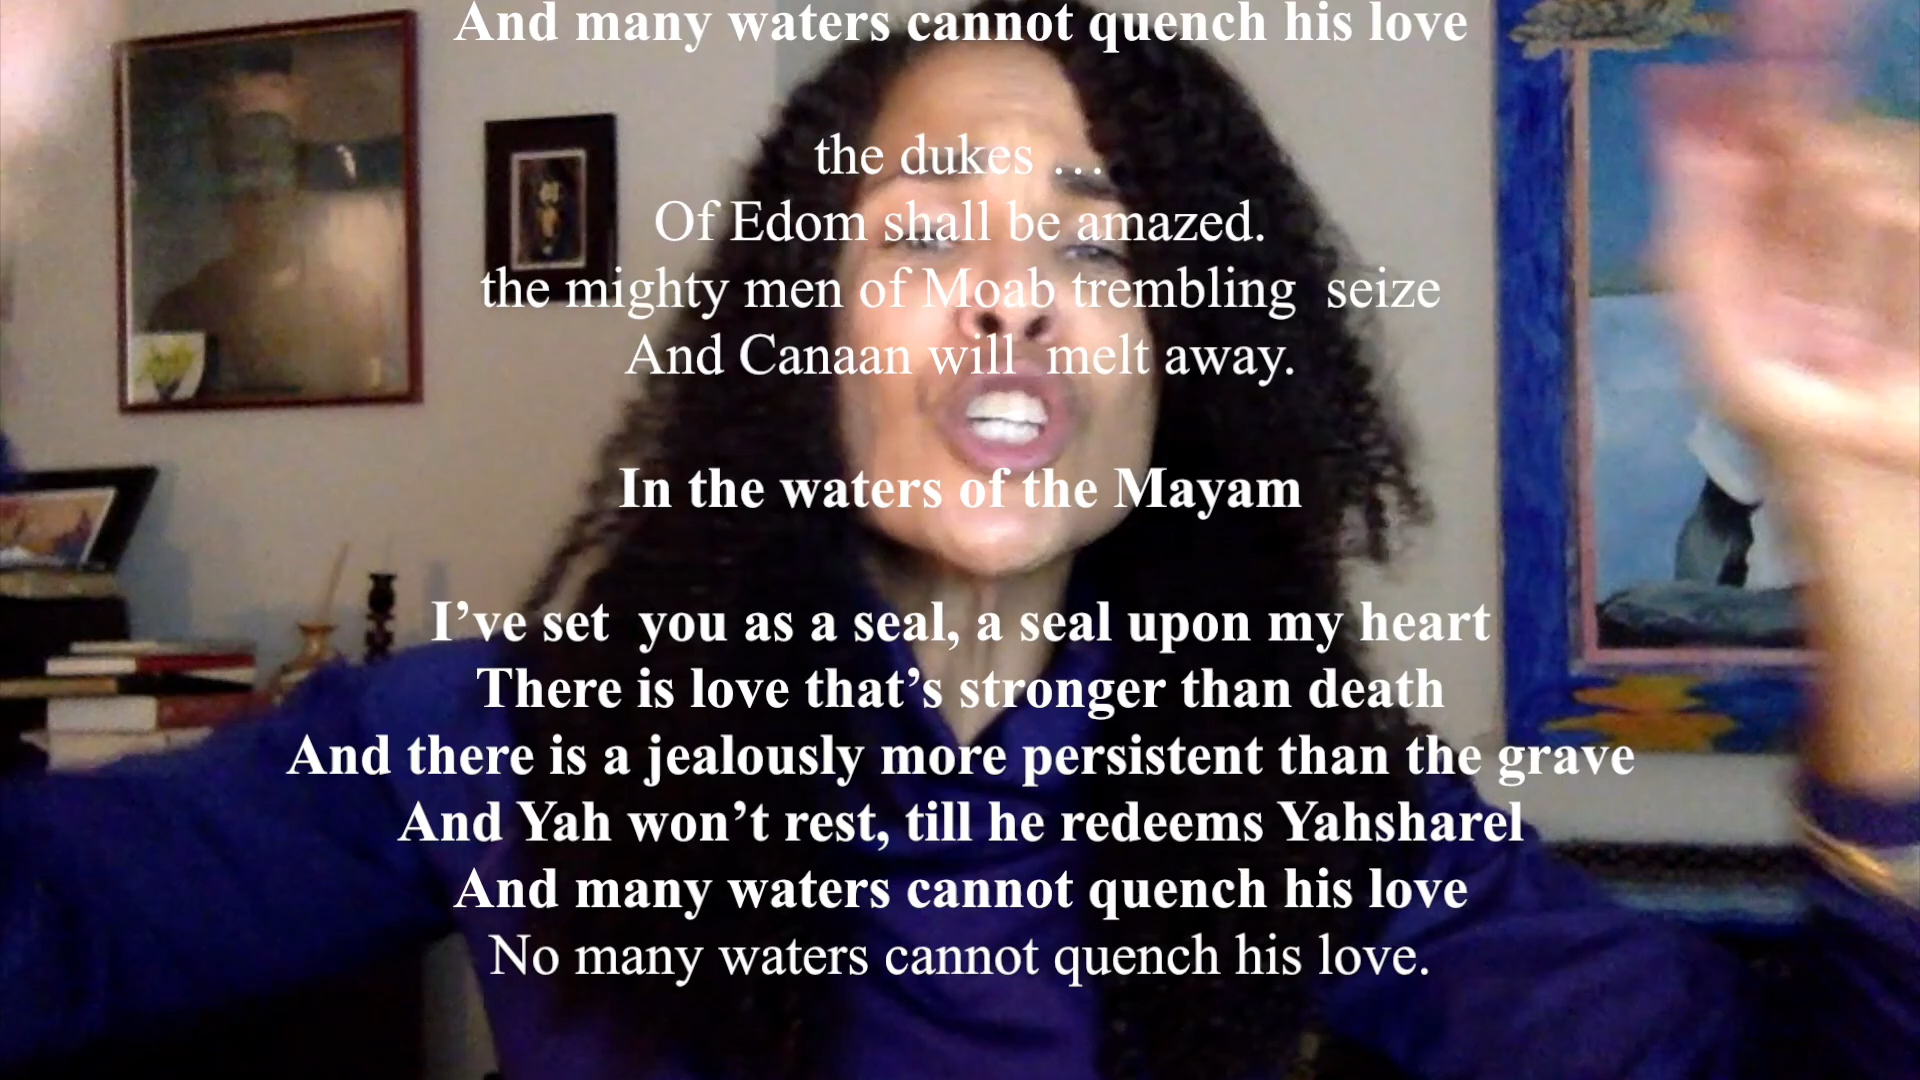 And many waters cannot quench his love
the dukes …
Of Edom shall be amazed.
the mighty men of Moab trembling seize
And Canaan will melt away.
In the waters of the Mayam
I’ve set you as a seal, a seal upon my heart
There is love that’s stronger than death
And there is a jealously more persistent than the grave
And Yah won’t rest, till he redeems Yahsharel
And many waters cannot quench his love
No many waters cannot quench his love.